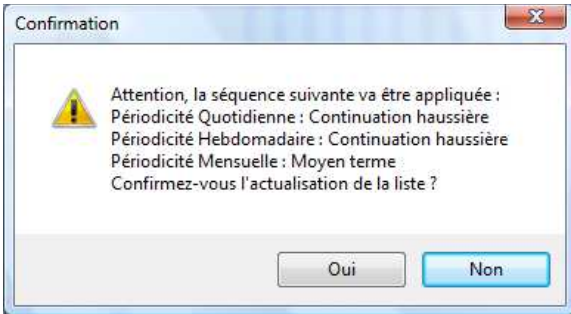 Confirmation
Attention, la séquence suivante va être appliquée :
Périodicité Quotidienne : Continuation haussière
Périodicité Hebdomadaire : Continuation haussière
Périodicité Mensuelle : Moyen terme
Confirmez-vous l'actualisation de la liste ?
Oui Non